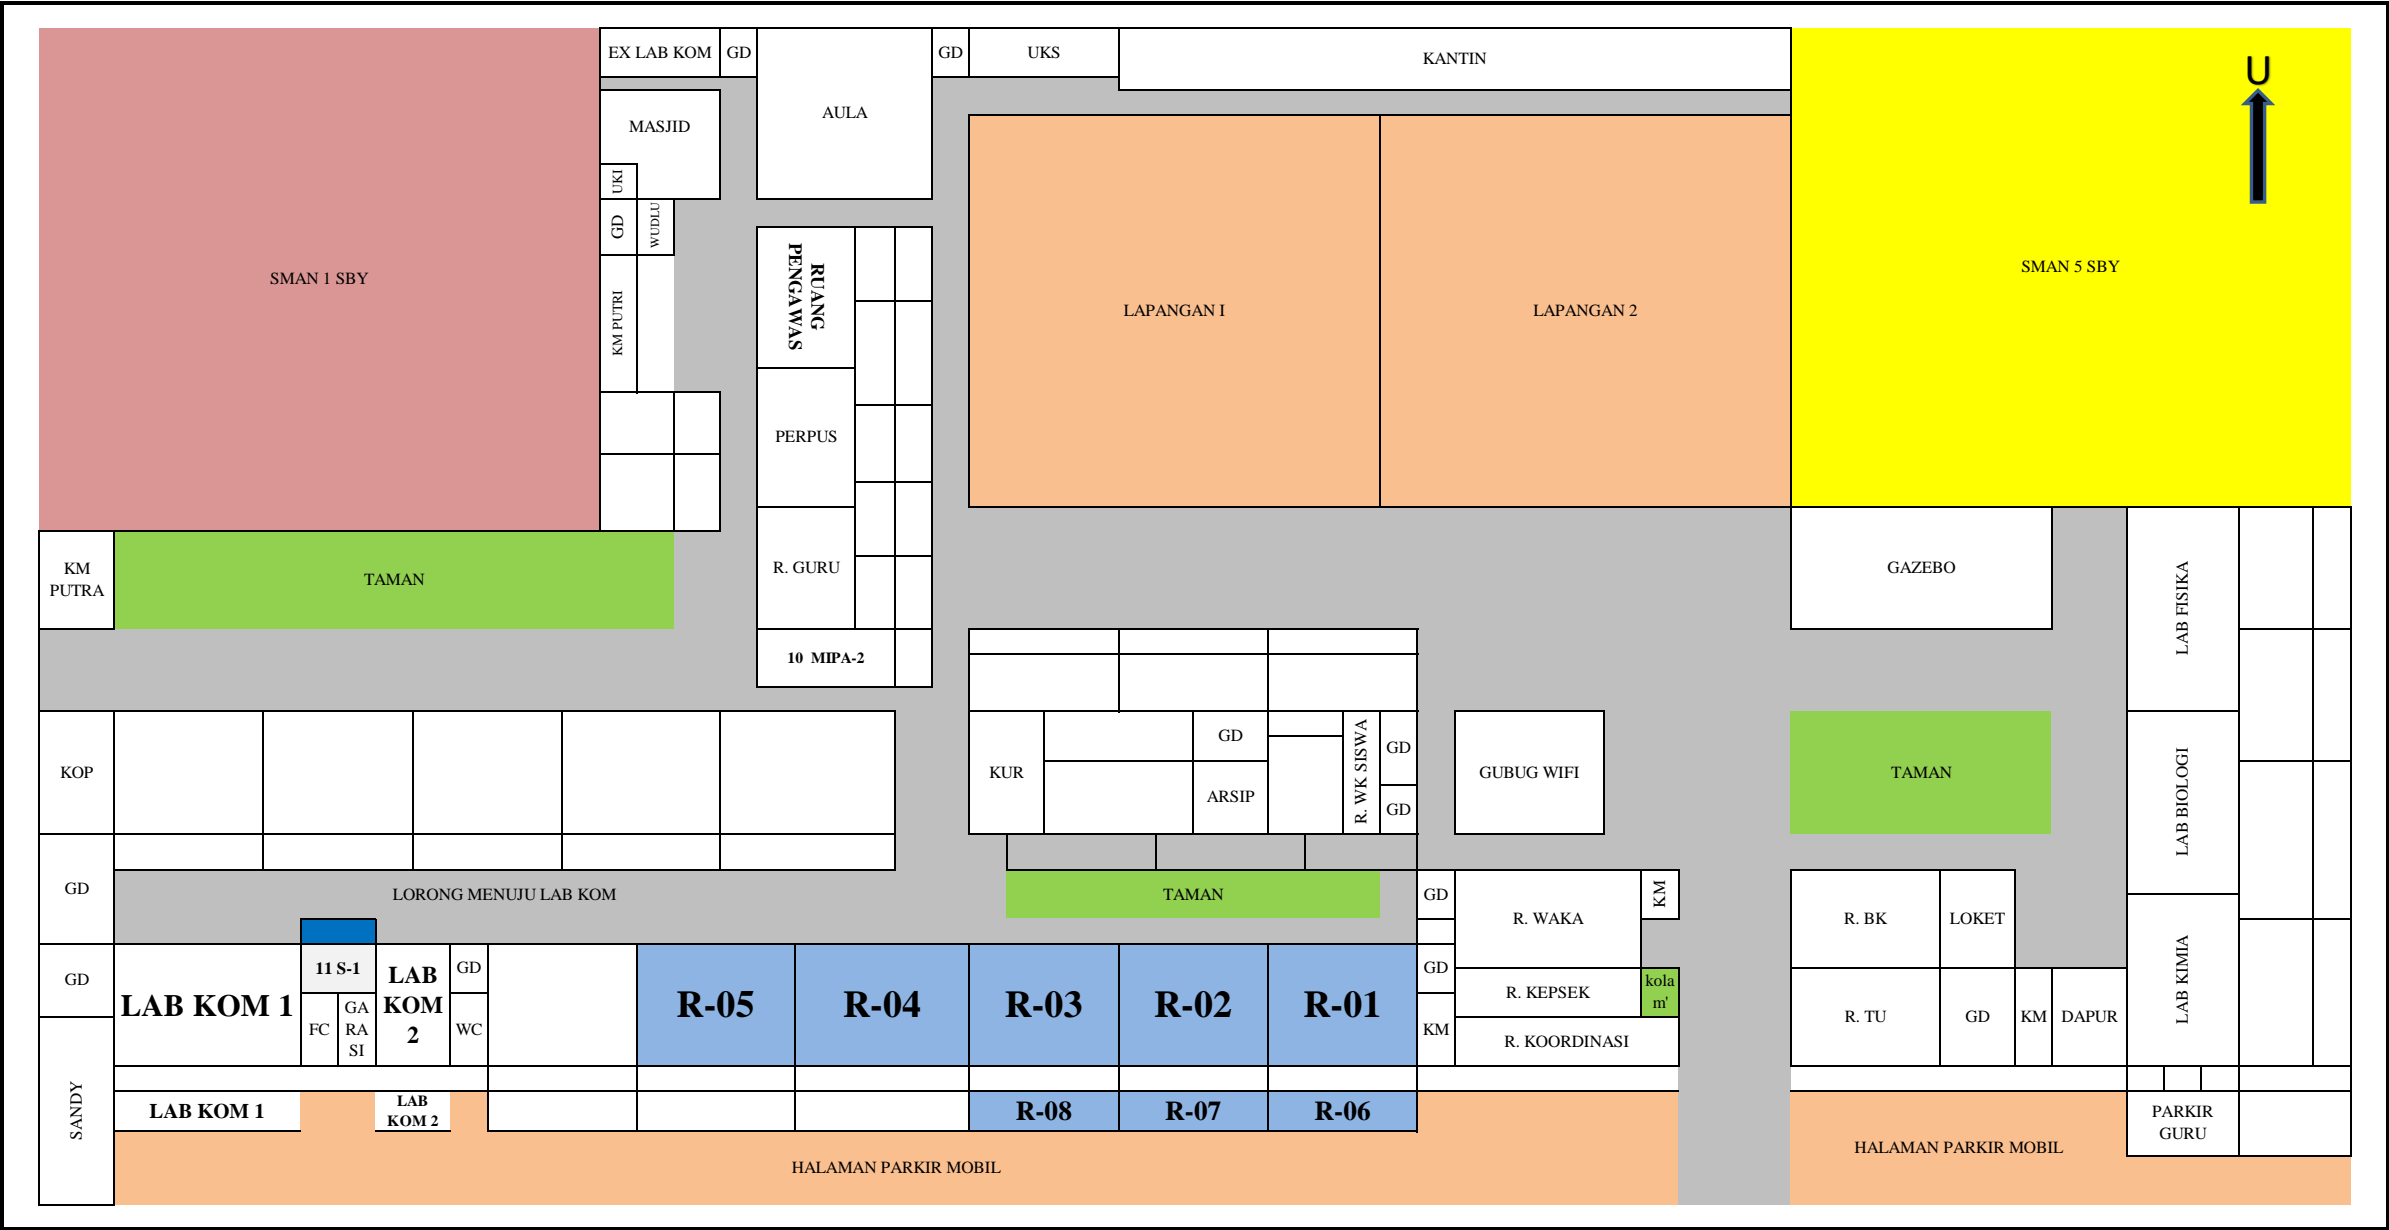 EX LAB KOM
GD
GD
UKS
KANTIN
U
AULA
MASJID
UKI
GD
WUDLU
SMAN 1 SBY
KM PUTRI
RUANG
PENGAWAS
LAPANGAN I
LAPANGAN 2
SMAN 5 SBY
PERPUS
KM
PUTRA
TAMAN
R. GURU
GAZEBO
LAB FISIKA
10 MIPA-2
KOP
KUR
GD
ARSIP
R. WK SISWA
GD
GD
GUBUG WIFI
TAMAN
LAB BIOLOGI
GD
LORONG MENUJU LAB KOM
TAMAN
GD
R. WAKA
KM
R. BK
LOKET
GD
LAB KOM 1
11 S-1
FC
GA
RA
SI
LAB
KOM
2
GD
WC
R-05
R-04
R-03
R-02
R-01
GD
KM
R. KEPSEK
kola
m'
R. KOORDINASI
R. TU
GD
KM
DAPUR
LAB KIMIA
SANDY
LAB KOM 1
LAB
KOM 2
R-08
R-07
R-06
PARKIR
GURU
HALAMAN PARKIR MOBIL
HALAMAN PARKIR MOBIL